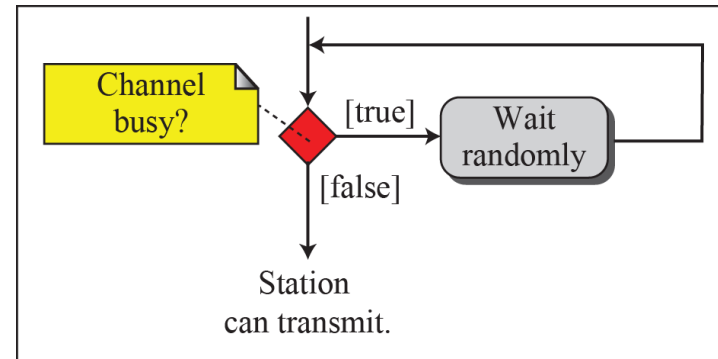 Channel
busy?
[true]
Wait
randomly
[false]
Station
can transmit.